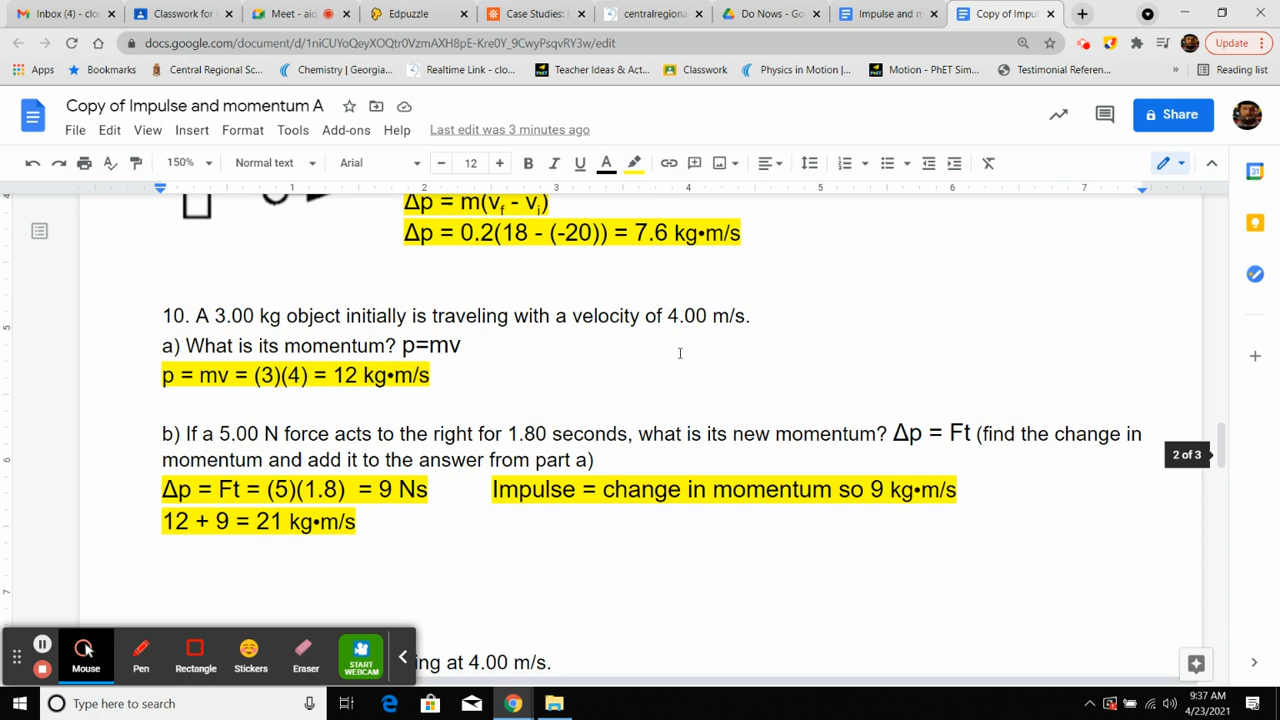 Inbox (4) - clo
Classwork for
Meet - aic
Edpuzzle
Case Studies: I
centralregiona
Do Nows - Go
Impulse and m
Copy of Impul
docs.google.com/document/d/1niCUYoQeyXOQtr0VzmAXH8pE-Kre0Y_9GwyPsqvRY3w/edit
Update
Apps
Bookmarks
Central Regional Sc...
Chemistry | Georgia...
Realtime Link - clo...
Teacher Ideas & Act...
Classwork
Physics in Motion |...
Motion - PhET Sim...
Testimonial Referen...
»
Reading list
Copy of Impulse and momentum A
File Edit View Insert Format Tools Add-ons Help Last edit was 3 minutes ago
Share
150% Normal text Arial − 12 + B I U A
1 2 3 4 5 6 7
Δp = m(vf - vi)
Δp = 0.2(18 - (-20)) = 7.6 kg•m/s
10. A 3.00 kg object initially is traveling with a velocity of 4.00 m/s.
a) What is its momentum? p=mv
p = mv = (3)(4) = 12 kg•m/s
b) If a 5.00 N force acts to the right for 1.80 seconds, what is its new momentum? Δp = Ft (find the change in
momentum and add it to the answer from part a)
Δp = Ft = (5)(1.8) = 9 Ns Impulse = change in momentum so 9 kg•m/s
12 + 9 = 21 kg•m/s
2 of 3
ing at 4.00 m/s.
Mouse
Pen
Rectangle
Stickers
Eraser
START
WEBCAM
Type here to search
9:37 AM
4/23/2021